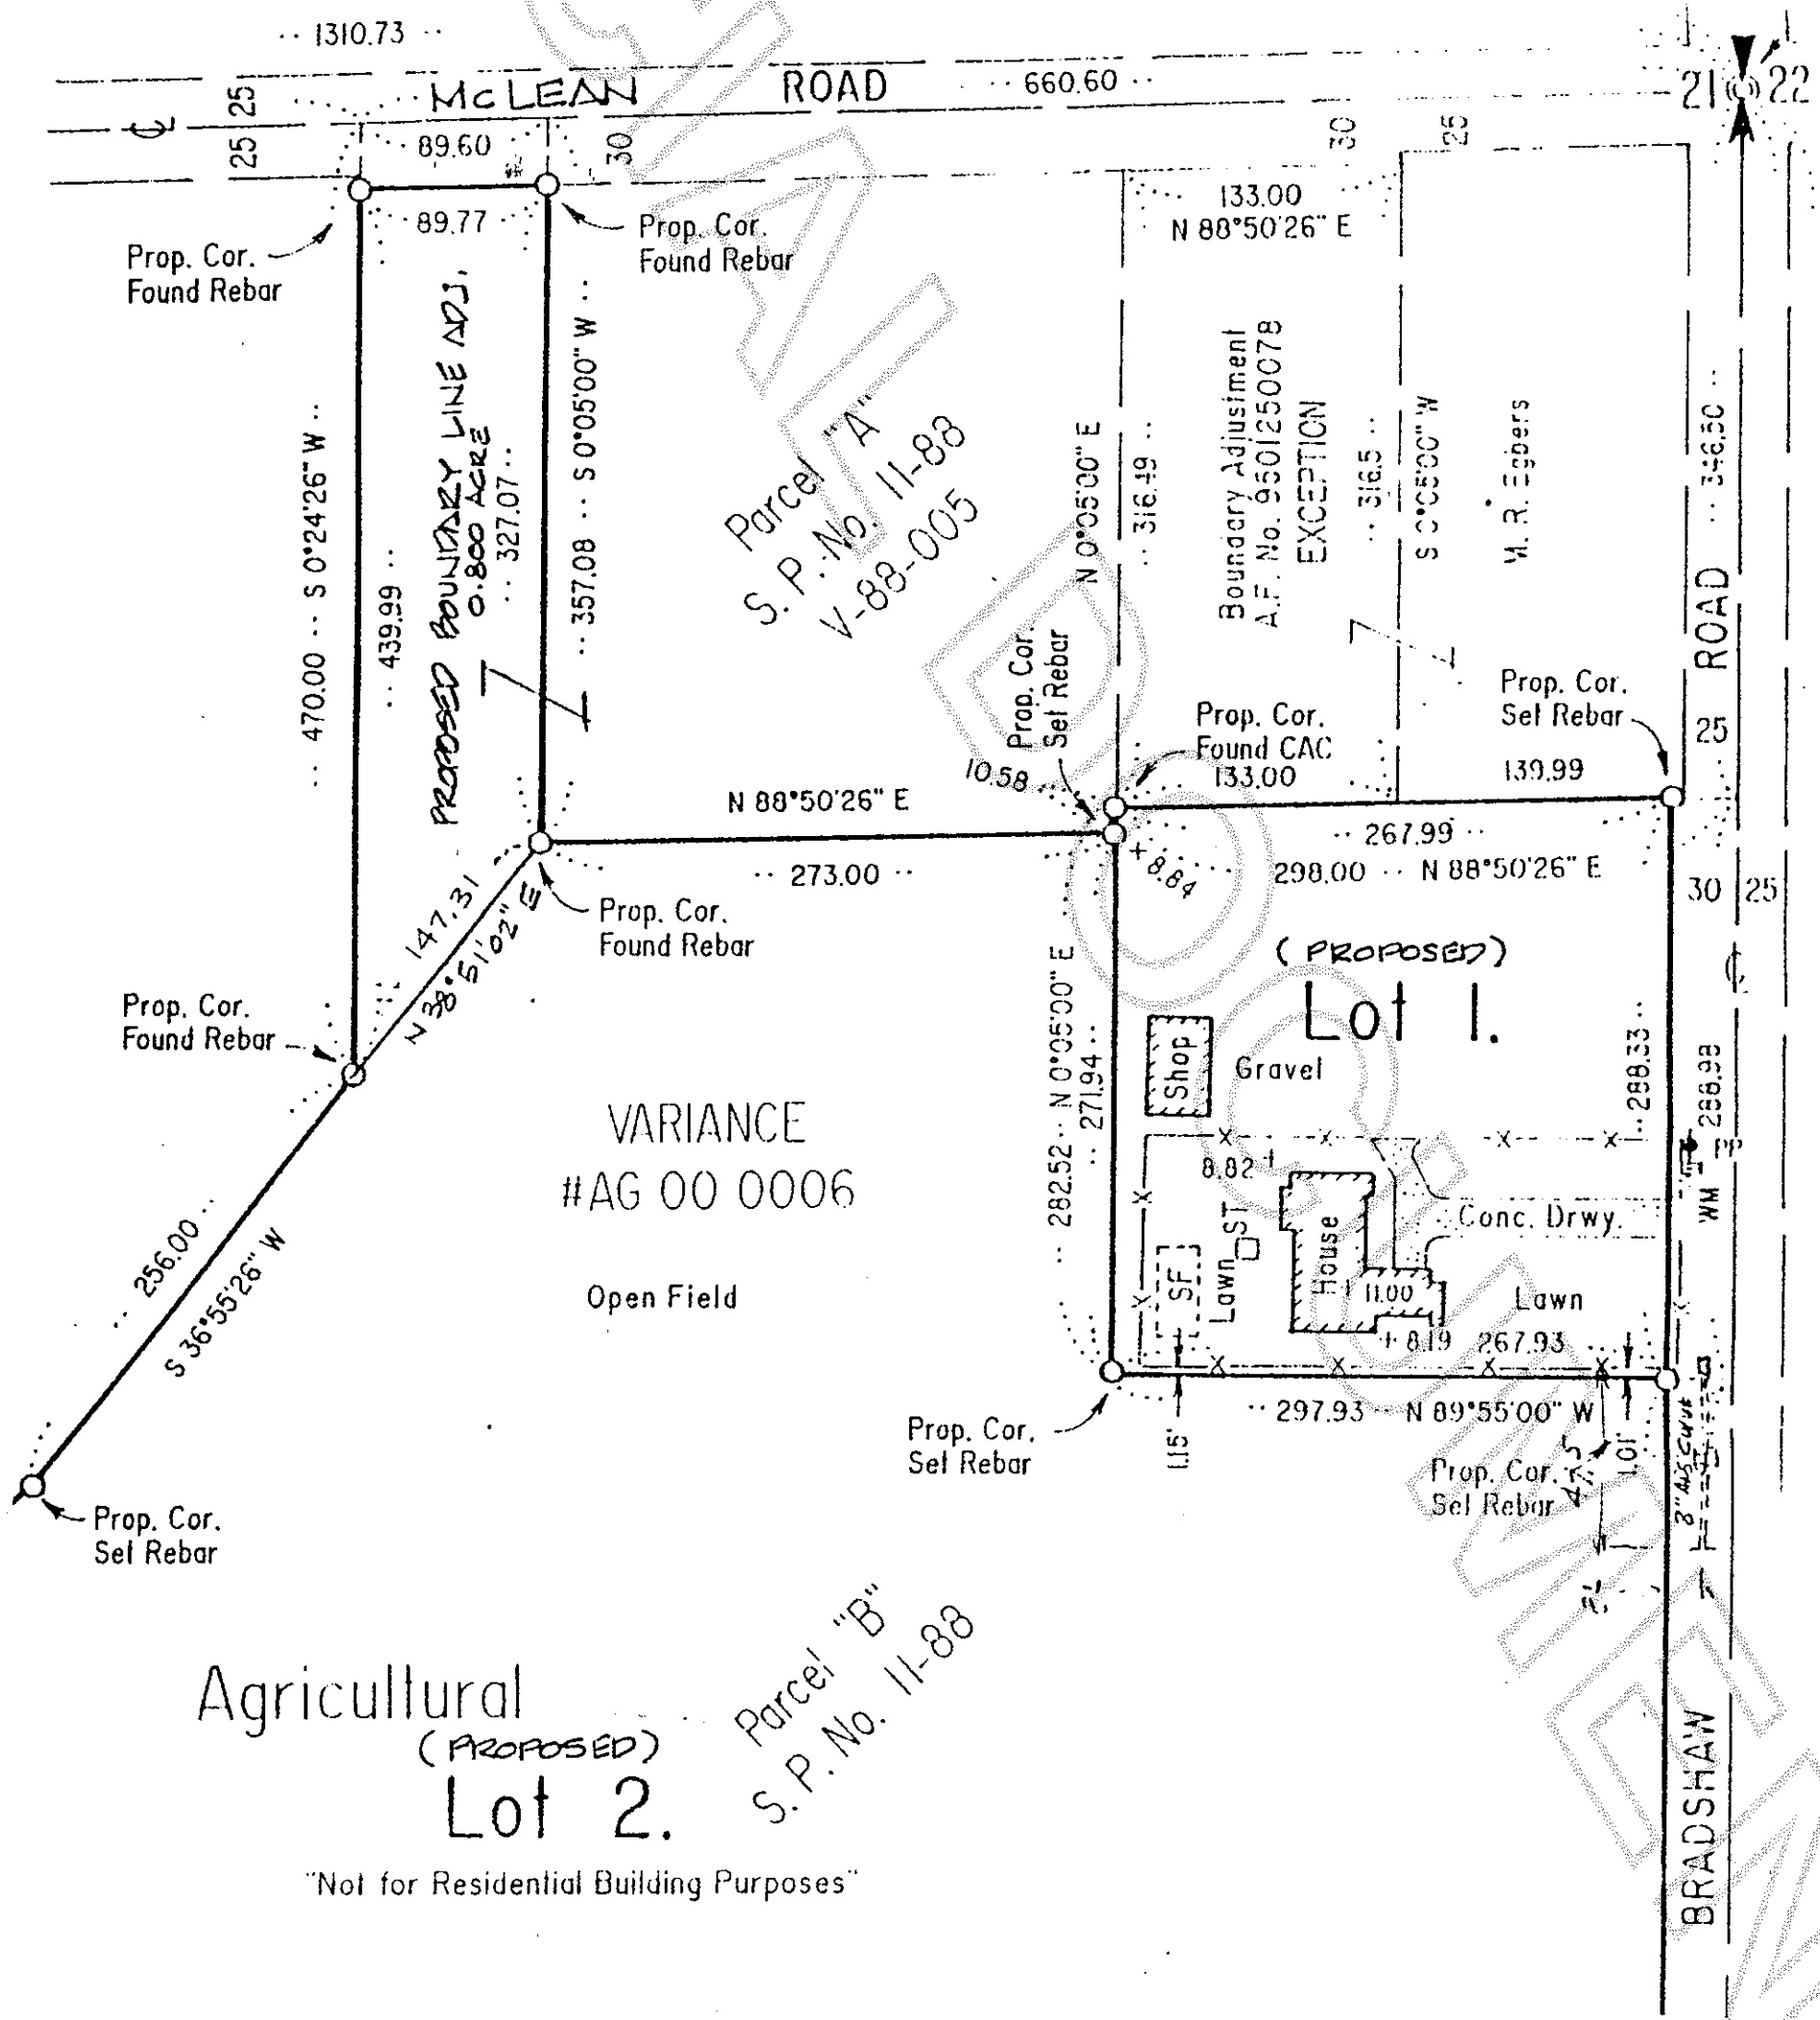 ·· 1310.73 ··
McLEAN ROAD
·· 660.60 ··
21 22
25 25
25
89.60
30
30
25
89.77
133.00
N 88°50'26" E
Prop. Cor.
Found Rebar
Prop. Cor.
Found Rebar
·· 470.00 ·· S 0°24'26" W ··
·· 439.99 ··
PROPOSED BOUNDARY LINE ADJ.
0.800 ACRE
·· 327.07 ··
·· 357.08 ·· S 0°05'00" W ··
Parcel "A"
S. P. No. 11-88
V-88-005
N 0°05'00" E
·· 316.49 ··
Boundary Adjustment
A.F. No. 9501250078
EXCEPTION
·· 316.5 ··
S 0°05'00" W
M. R. Egbers
·· 346.50 ··
ROAD
Prop. Cor.
Set Rebar
Prop. Cor.
Found CAC
Prop. Cor.
Set Rebar
25
10.58
133.00
139.99
N 88°50'26" E
·· 273.00 ··
·· 267.99 ··
+ 8.84
298.00 ·· N 88°50'26" E
30 25
147.31
N 38°51'02" E
Prop. Cor.
Found Rebar
Prop. Cor.
Found Rebar
(PROPOSED)
Lot 1.
Shop
Gravel
·· 282.52 ·· N 0°05'00" E
·· 271.94 ··
·· 288.33 ··
288.98
WM
VARIANCE
#AG 00 0006
8.82 +
Conc. Drwy.
House
ST
Lawn
SF
11.00
Lawn
·· 256.00 ··
S 36°55'26" W
Open Field
+ 8.19
267.93
·· 297.93 ·· N 89°55'00" W
Prop. Cor.
Set Rebar
1.15'
1.01'
Prop. Cor.
Set Rebar
Prop. Cor.
Set Rebar
Agricultural
(PROPOSED)
Lot 2.
Parcel "B"
S. P. No. 11-88
"Not for Residential Building Purposes"
BRADSHAW